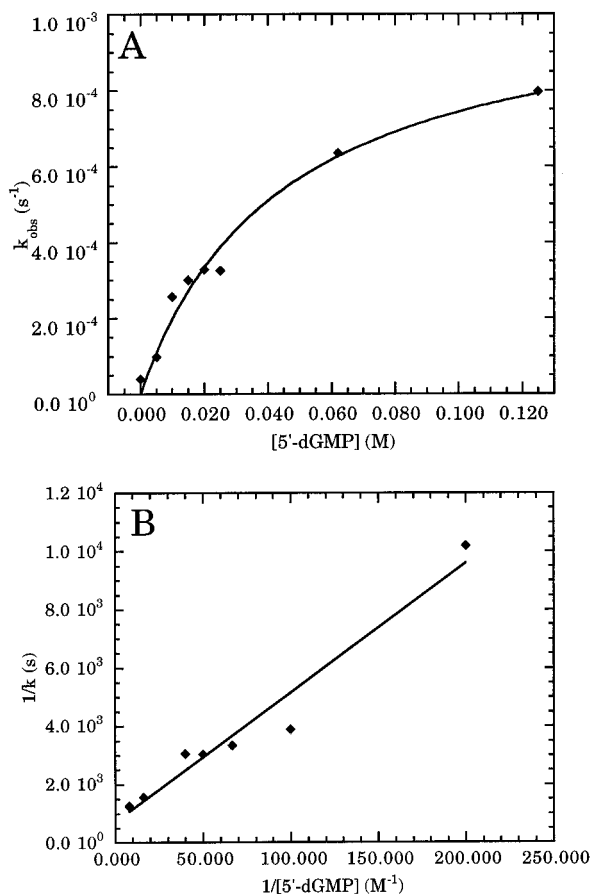 A
1.0 10⁻³
8.0 10⁻⁴
6.0 10⁻⁴
4.0 10⁻⁴
2.0 10⁻⁴
0.0 10⁰
k_obs (s⁻¹)
0.000 0.020 0.040 0.060 0.080 0.100 0.120
[5'-dGMP] (M)
B
1.2 10⁴
1.0 10⁴
8.0 10³
6.0 10³
4.0 10³
2.0 10³
0.0 10⁰
1/k (s)
0.000 50.000 100.000 150.000 200.000 250.000
1/[5'-dGMP] (M⁻¹)